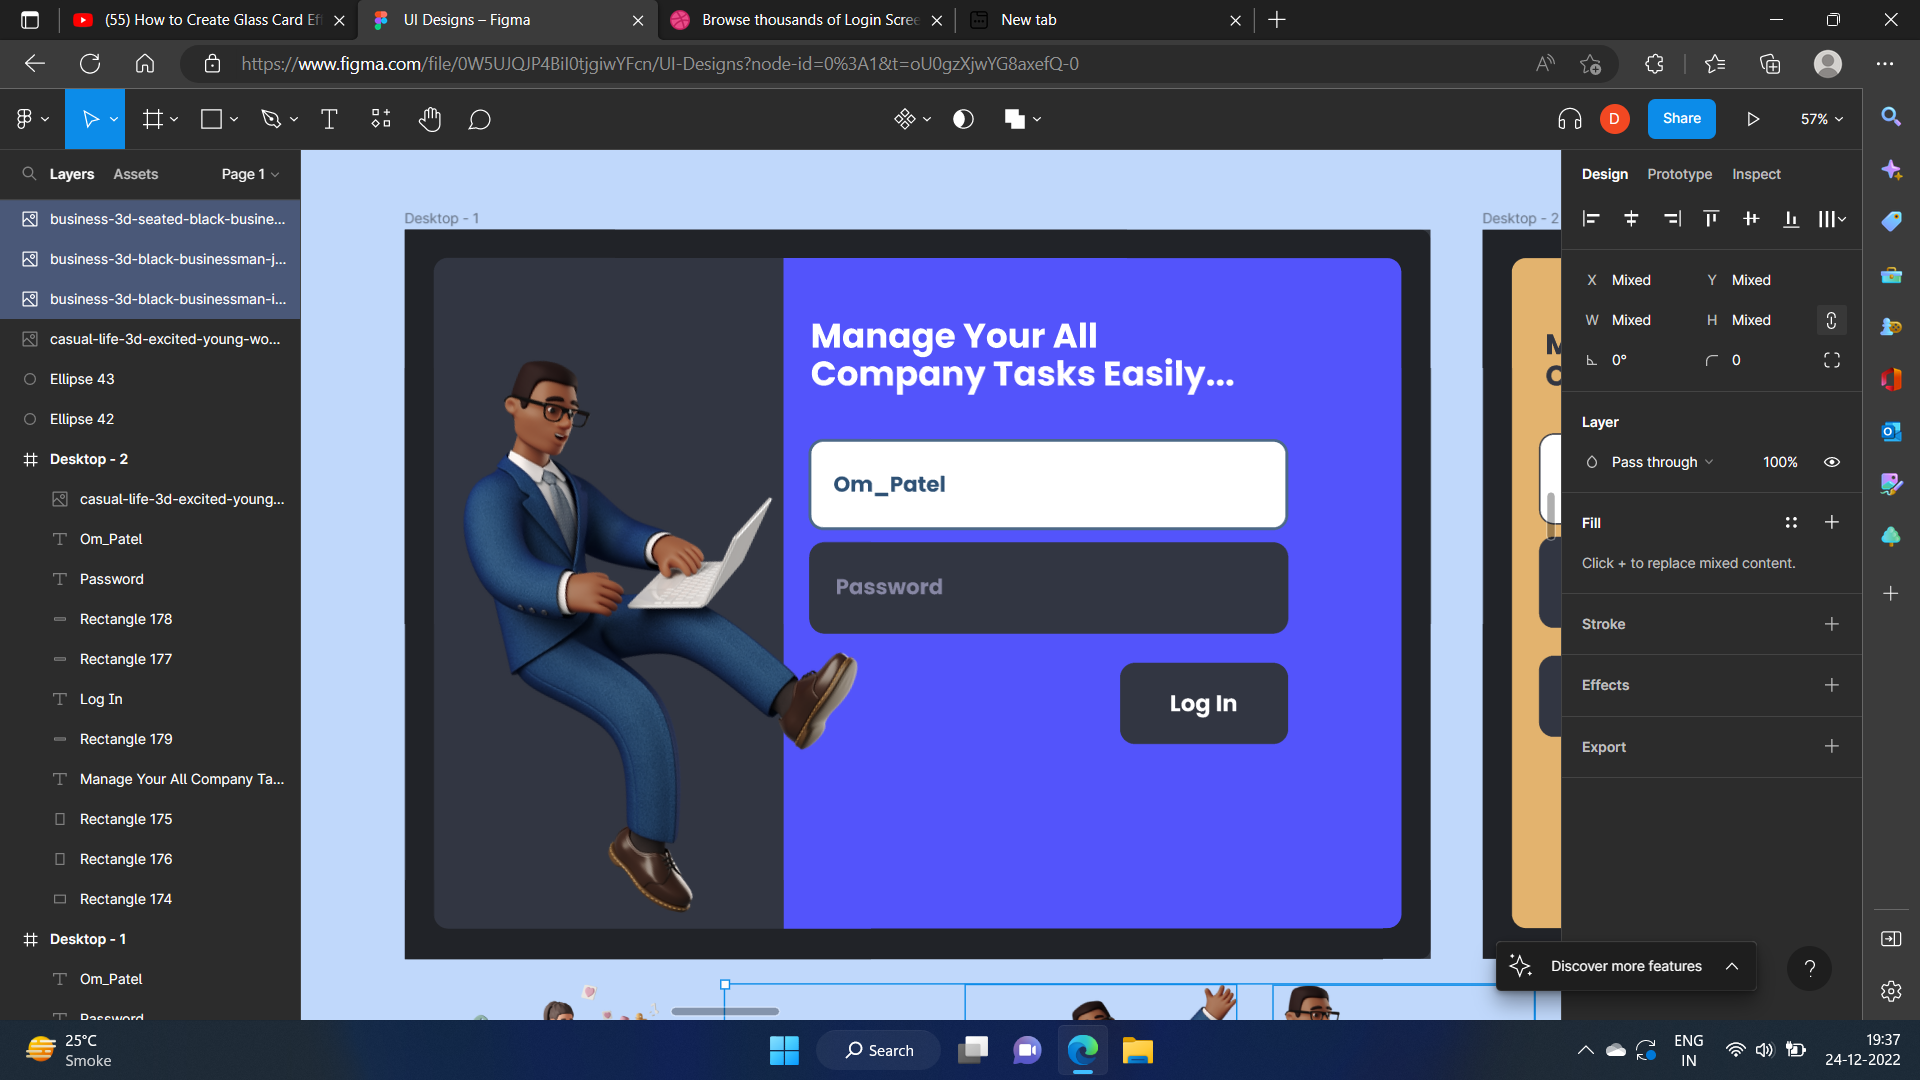 (55) How to Create Glass Card Ef
UI Designs – Figma
Browse thousands of Login Scre
New tab
https://www.figma.com/file/0W5UJQJP4BiI0tjgiwYFcn/UI-Designs?node-id=0%3A1&t=oU0gzXjwYG8axefQ-0
D
Share
57%
Layers
Assets
Page 1
business-3d-seated-black-busine...
business-3d-black-businessman-j...
business-3d-black-businessman-i...
casual-life-3d-excited-young-wo...
Ellipse 43
Ellipse 42
Desktop - 2
casual-life-3d-excited-young...
Om_Patel
Password
Rectangle 178
Rectangle 177
Log In
Rectangle 179
Manage Your All Company Ta...
Rectangle 175
Rectangle 176
Rectangle 174
Desktop - 1
Om_Patel
Password
Desktop - 1
Manage Your All
Company Tasks Easily...
Om_Patel
Password
Log In
Desktop - 2
Design
Prototype
Inspect
X Mixed
Y Mixed
W Mixed
H Mixed
0°
0
Layer
Pass through
100%
Fill
Click + to replace mixed content.
Stroke
Effects
Export
Discover more features
?
25°C
Smoke
Search
ENG
IN
19:37
24-12-2022